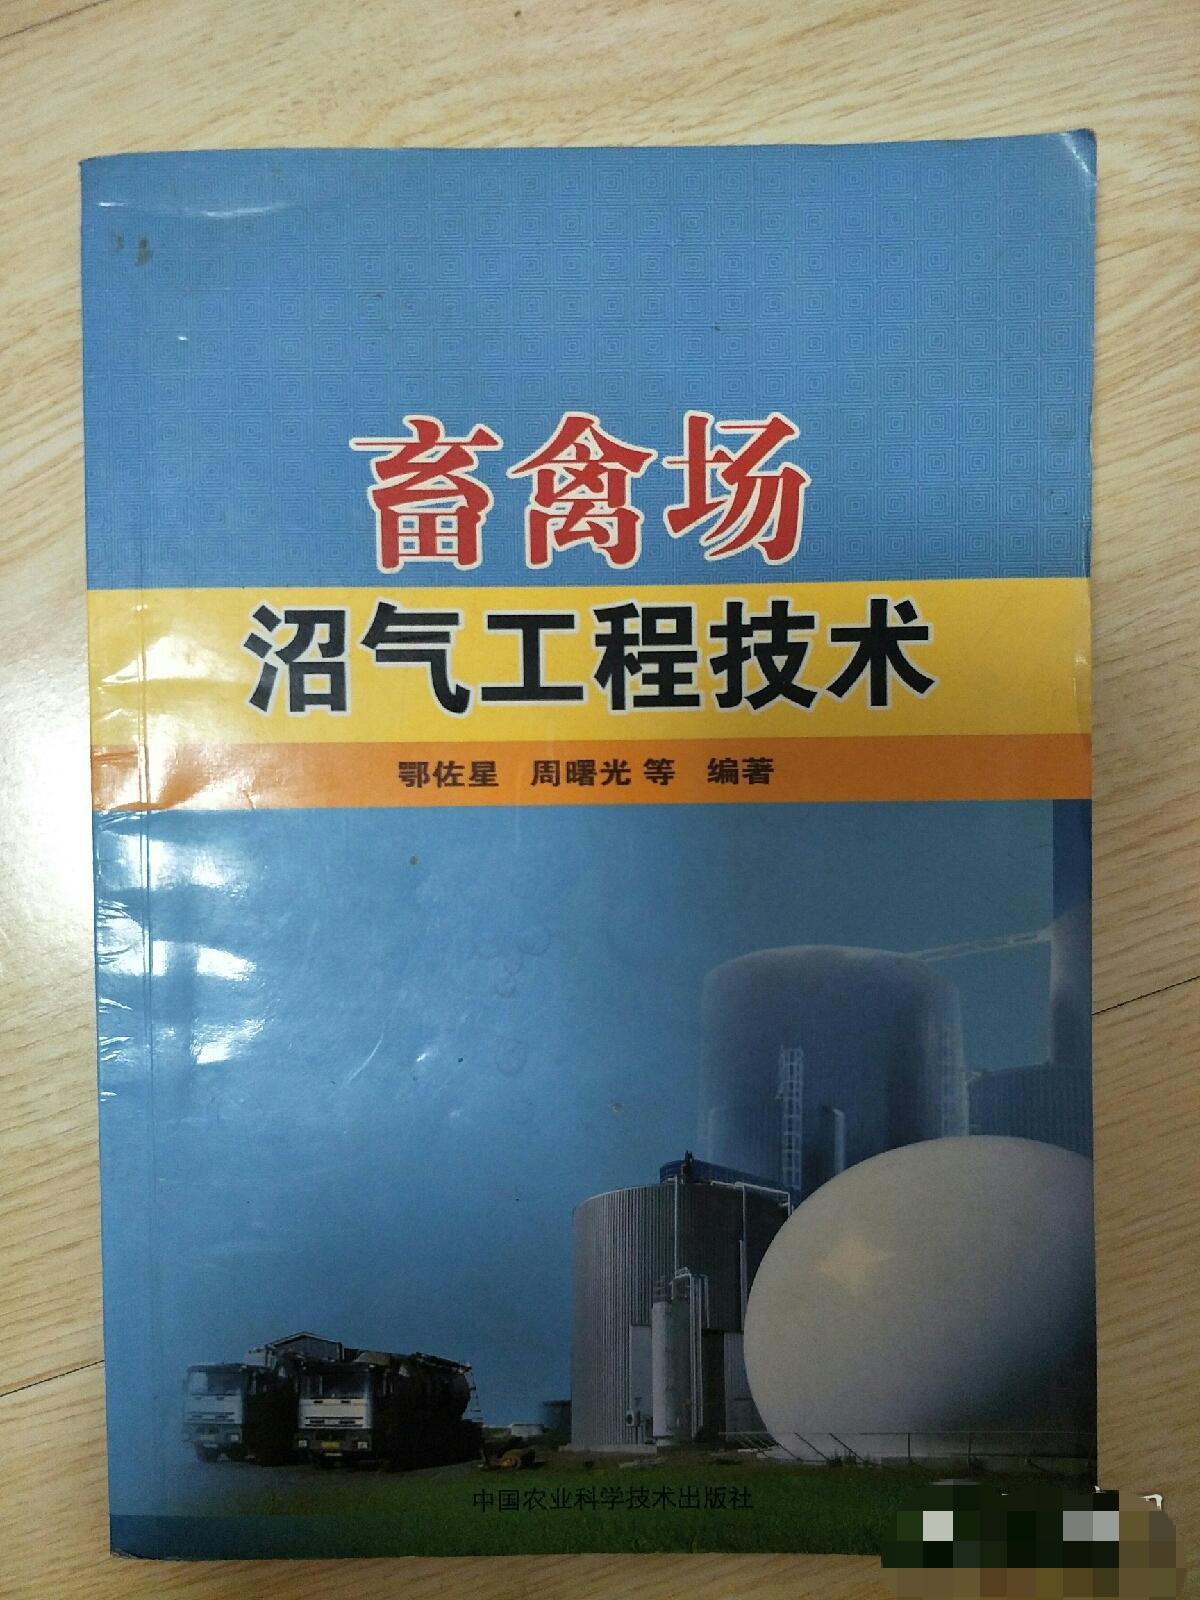 畜禽场
沼气工程技术
鄂佐星 周曙光 等 编著
中国农业科学技术出版社